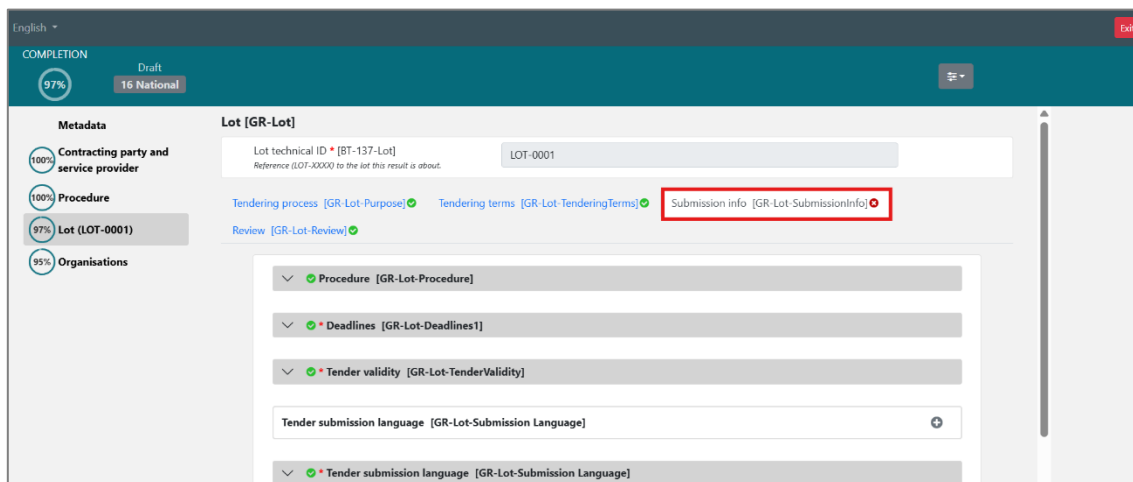 English
Exit
COMPLETION
97%
Draft
16 National
Metadata
100% Contracting party and service provider
100% Procedure
97% Lot (LOT-0001)
95% Organisations
Lot [GR-Lot]
Lot technical ID * [BT-137-Lot]
Reference (LOT-XXXX) to the lot this result is about.
LOT-0001
Tendering process [GR-Lot-Purpose] Tendering terms [GR-Lot-TenderingTerms] Submission info [GR-Lot-SubmissionInfo]
Review [GR-Lot-Review]
Procedure [GR-Lot-Procedure]
* Deadlines [GR-Lot-Deadlines1]
* Tender validity [GR-Lot-TenderValidity]
Tender submission language [GR-Lot-Submission Language]
* Tender submission language [GR-Lot-Submission Language]